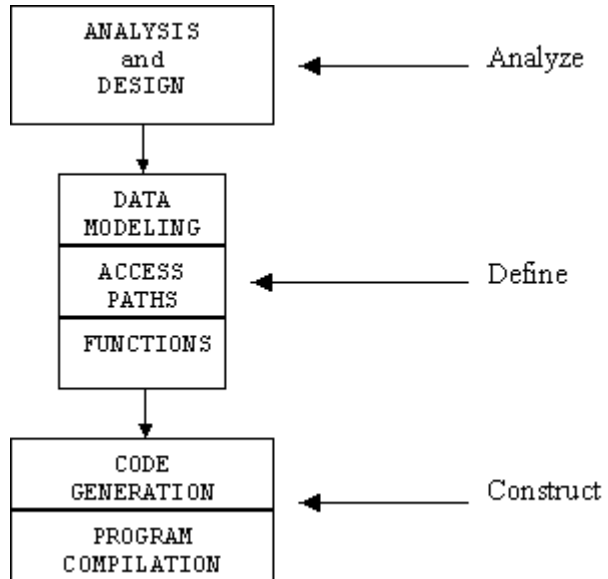 ANALYSIS
and
DESIGN
Analyze
DATA
MODELING
ACCESS
PATHS
FUNCTIONS
Define
CODE
GENERATION
PROGRAM
COMPILATION
Construct